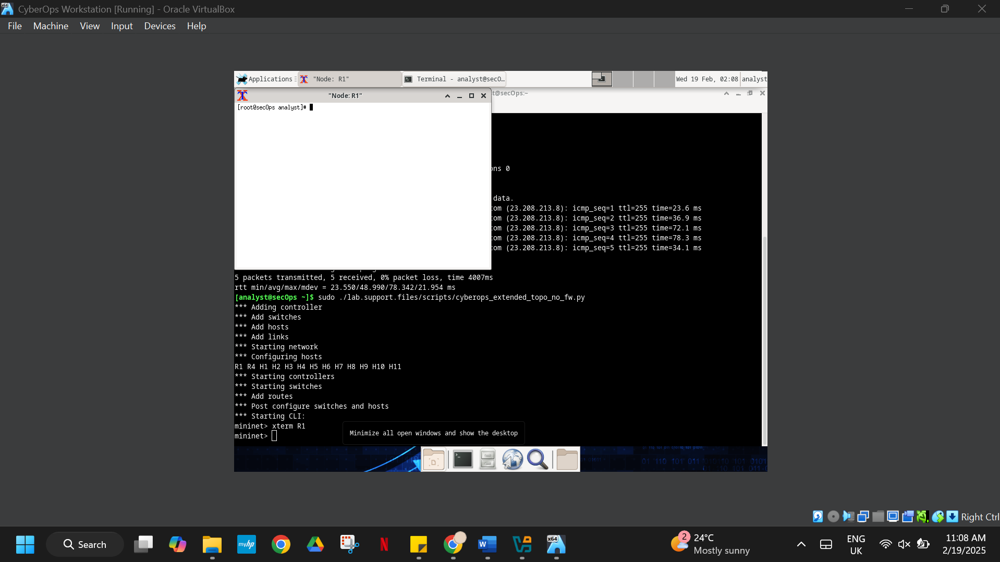 CyberOps Workstation [Running] - Oracle VirtualBox
File Machine View Input Devices Help
Applications "Node: R1" Terminal - analyst@secO... Wed 19 Feb, 02:08 analyst
"Node: R1"
t@secOps:~
[root@secOps analyst]#
ons 0
data.
com (23.208.213.8): icmp_seq=1 ttl=255 time=23.6 ms
com (23.208.213.8): icmp_seq=2 ttl=255 time=36.9 ms
com (23.208.213.8): icmp_seq=3 ttl=255 time=72.1 ms
com (23.208.213.8): icmp_seq=4 ttl=255 time=78.3 ms
com (23.208.213.8): icmp_seq=5 ttl=255 time=34.1 ms
5 packets transmitted, 5 received, 0% packet loss, time 4007ms
rtt min/avg/max/mdev = 23.550/48.990/78.342/21.954 ms
[analyst@secOps ~]$ sudo ./lab.support.files/scripts/cyberops_extended_topo_no_fw.py
*** Adding controller
*** Add switches
*** Add hosts
*** Add links
*** Starting network
*** Configuring hosts
R1 R4 H1 H2 H3 H4 H5 H6 H7 H8 H9 H10 H11
*** Starting controllers
*** Starting switches
*** Add routes
*** Post configure switches and hosts
*** Starting CLI:
mininet> xterm R1
mininet>
Minimize all open windows and show the desktop
Right Ctrl
Search
myhp
2
24°C
Mostly sunny
ENG
UK
11:08 AM
2/19/2025